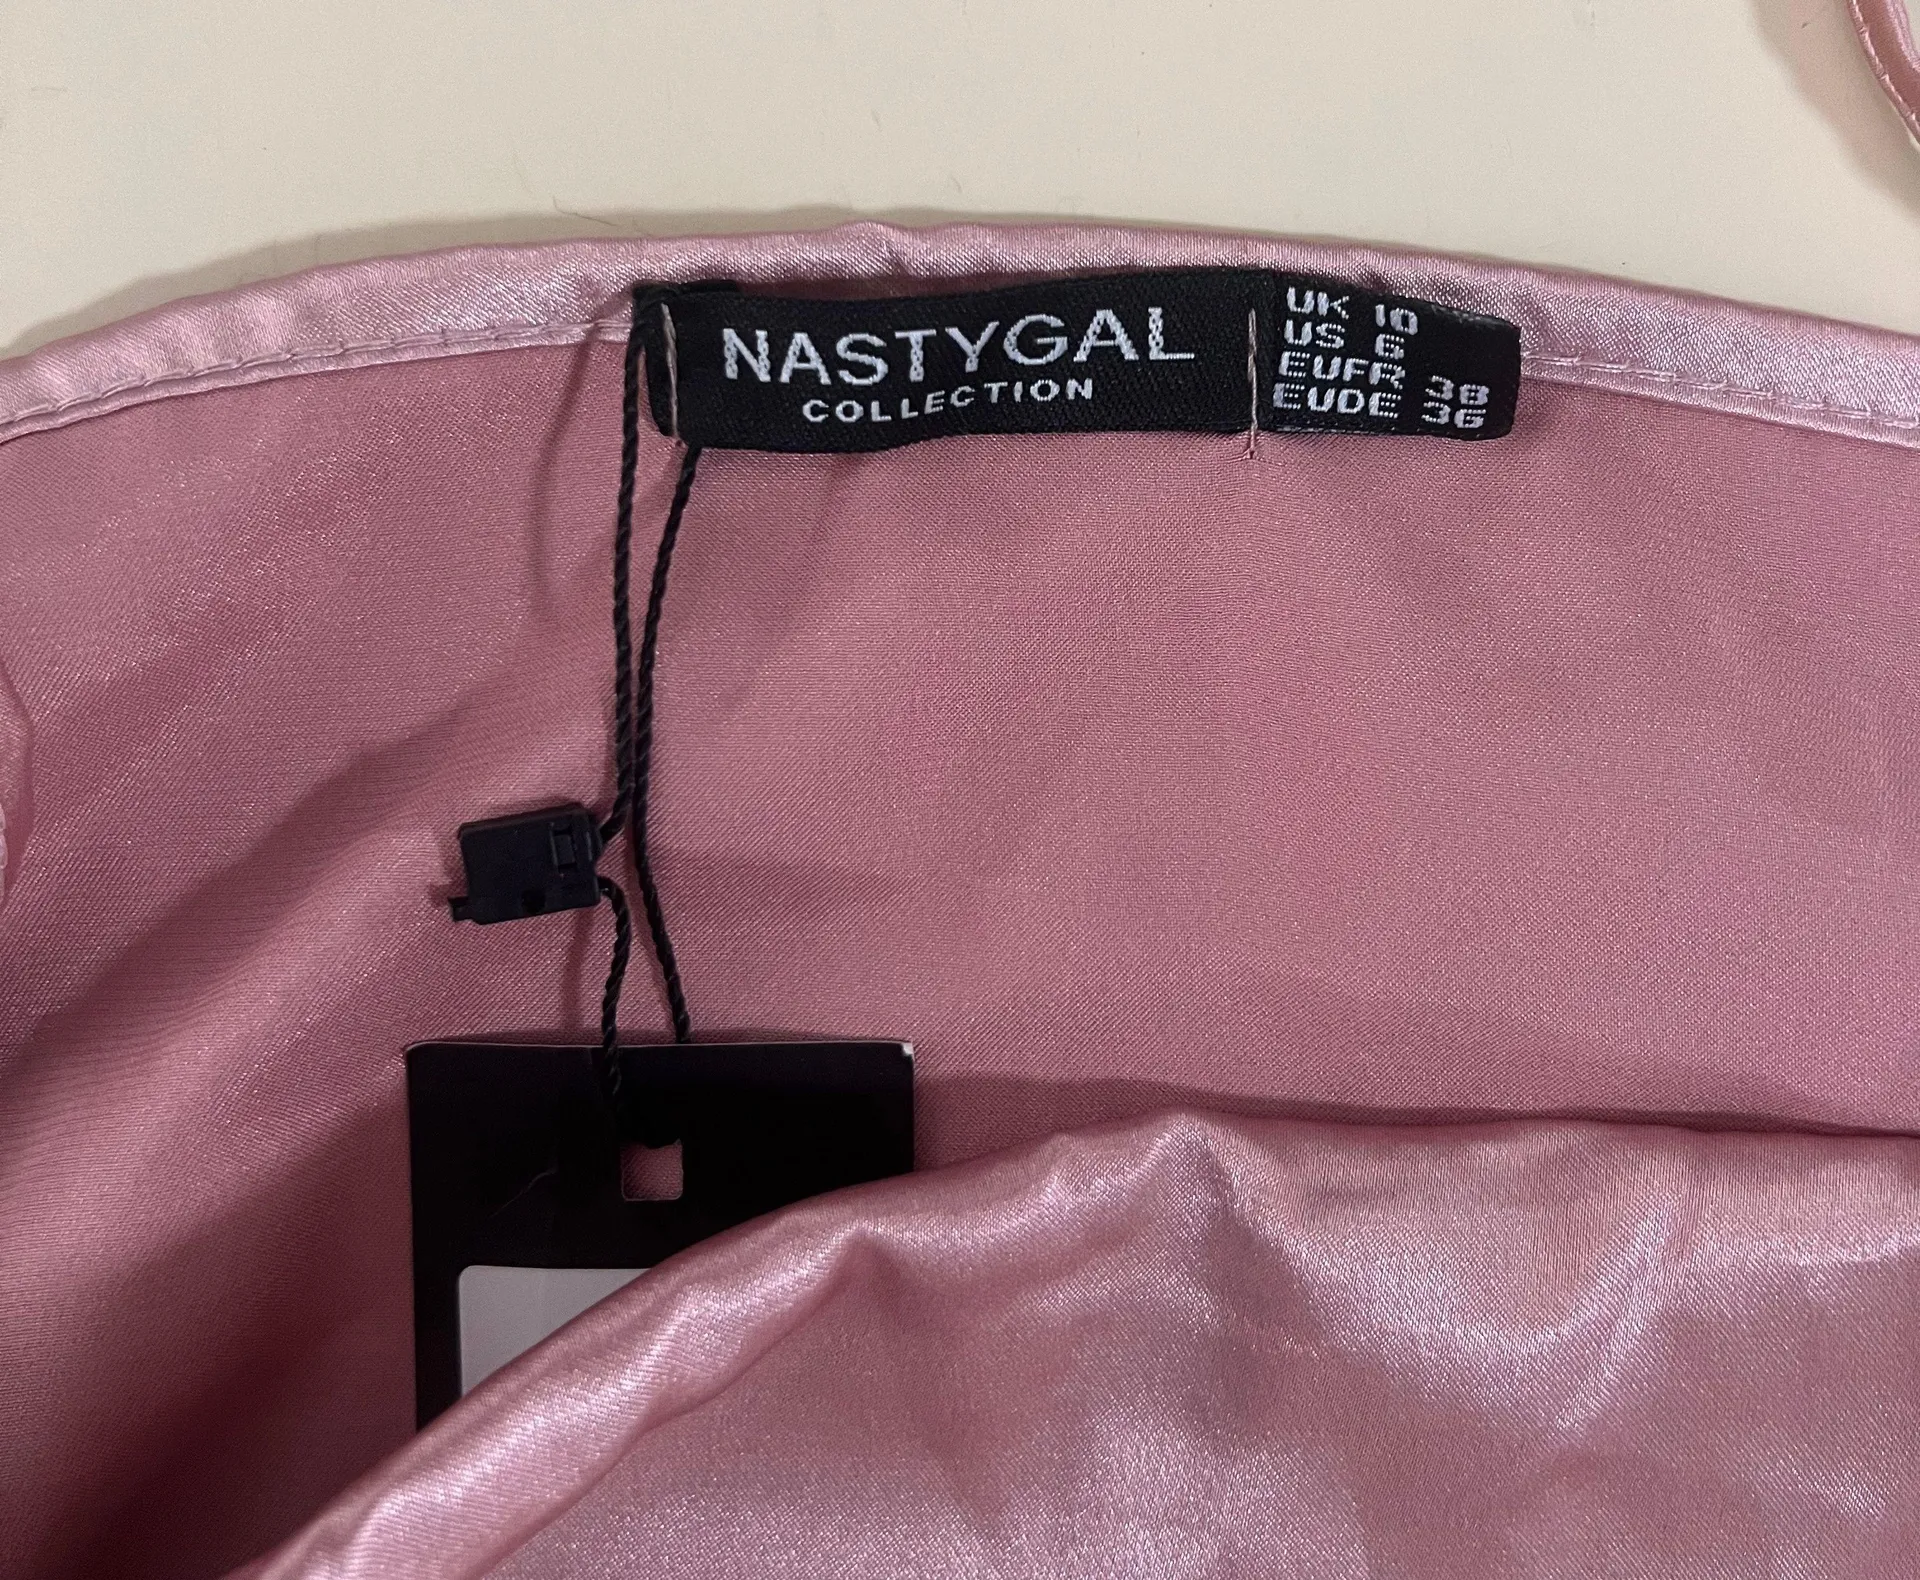 NASTYGAL
COLLECTION
UK 10
US 6
EUFR 38
EUDE 36